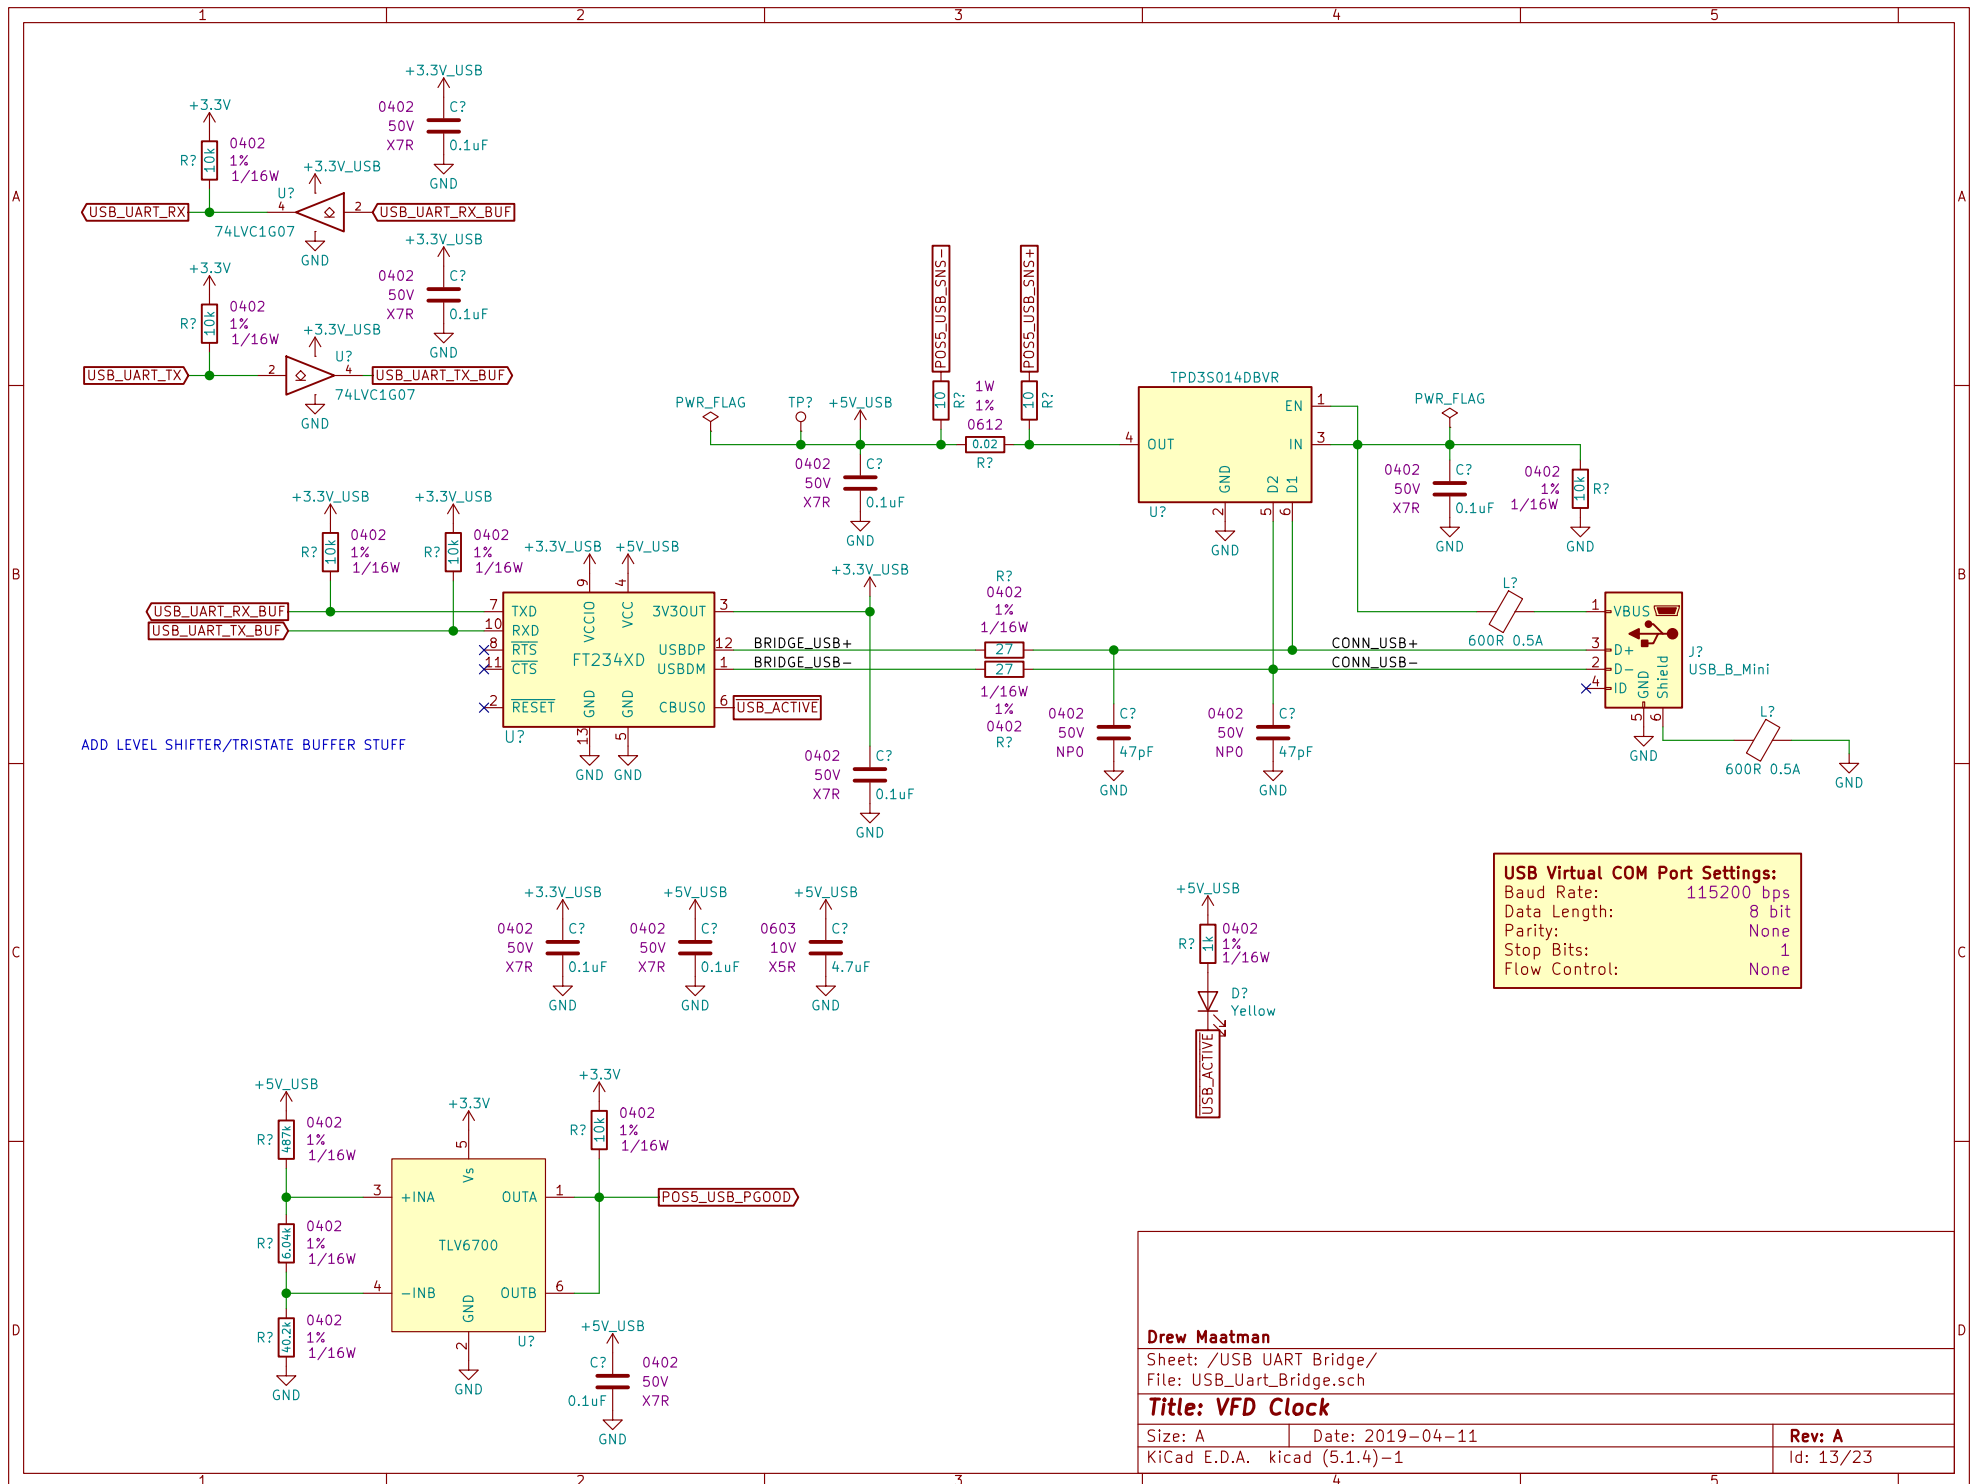 1 2 3 4 5
A
B
C
D
+3.3V
R?
10k
0402
1%
1/16W
+3.3V_USB
0402
50V
X7R
C?
0.1uF
GND
+3.3V_USB
U?
USB_UART_RX
4
2
USB_UART_RX_BUF
74LVC1G07
GND
+3.3V
R?
10k
0402
1%
1/16W
+3.3V_USB
0402
50V
X7R
C?
0.1uF
GND
+3.3V_USB
U?
USB_UART_TX
2
4
USB_UART_TX_BUF
74LVC1G07
GND
POS5_USB_SNS-
POS5_USB_SNS+
10
R?
10
R?
1W
1%
0612
0.02
R?
PWR_FLAG
TP?
+5V_USB
0402
50V
X7R
C?
0.1uF
GND
TPD3S014DBVR
EN 1
4 OUT
IN 3
GND
D2
D1
2
5
6
U?
GND
PWR_FLAG
0402
50V
X7R
C?
0.1uF
GND
0402
1%
1/16W
10k
R?
GND
+3.3V_USB
R?
10k
0402
1%
1/16W
+3.3V_USB
R?
10k
0402
1%
1/16W
+3.3V_USB
+5V_USB
9
4
USB_UART_RX_BUF
USB_UART_TX_BUF
7 TXD
10 RXD
8 RTS
11 CTS
2 RESET
VCCIO
VCC
FT234XD
3V3OUT 3
USBDP 12
USBDM 1
CBUS0 6
GND
GND
13
5
U?
GND
GND
USB_ACTIVE
BRIDGE_USB+
BRIDGE_USB-
+3.3V_USB
0402
50V
X7R
C?
0.1uF
GND
R?
0402
1%
1/16W
27
27
1/16W
1%
0402
R?
0402
50V
NP0
C?
47pF
GND
0402
50V
NP0
C?
47pF
GND
CONN_USB+
CONN_USB-
L?
600R 0.5A
1 VBUS
3 D+
2 D-
4 ID
GND
Shield
5
6
J?
USB_B_Mini
GND
L?
600R 0.5A
GND
ADD LEVEL SHIFTER/TRISTATE BUFFER STUFF
+3.3V_USB
0402
50V
X7R
C?
0.1uF
GND
+5V_USB
0402
50V
X7R
C?
0.1uF
GND
+5V_USB
0603
10V
X5R
C?
4.7uF
GND
+5V_USB
R?
1k
0402
1%
1/16W
D?
Yellow
USB_ACTIVE
USB Virtual COM Port Settings:
Baud Rate: 115200 bps
Data Length: 8 bit
Parity: None
Stop Bits: 1
Flow Control: None
+5V_USB
R?
487k
0402
1%
1/16W
R?
6.04k
0402
1%
1/16W
R?
40.2k
0402
1%
1/16W
GND
+3.3V
5
Vs
3 +INA
4 -INB
TLV6700
OUTA 1
OUTB 6
GND
2
U?
GND
+3.3V
R?
10k
0402
1%
1/16W
POS5_USB_PGOOD
+5V_USB
C?
0.1uF
0402
50V
X7R
GND
Drew Maatman
Sheet: /USB UART Bridge/
File: USB_Uart_Bridge.sch
Title: VFD Clock
Size: A Date: 2019-04-11 Rev: A
KiCad E.D.A. kicad (5.1.4)-1 Id: 13/23
A
B
C
D
1 2 3 4 5